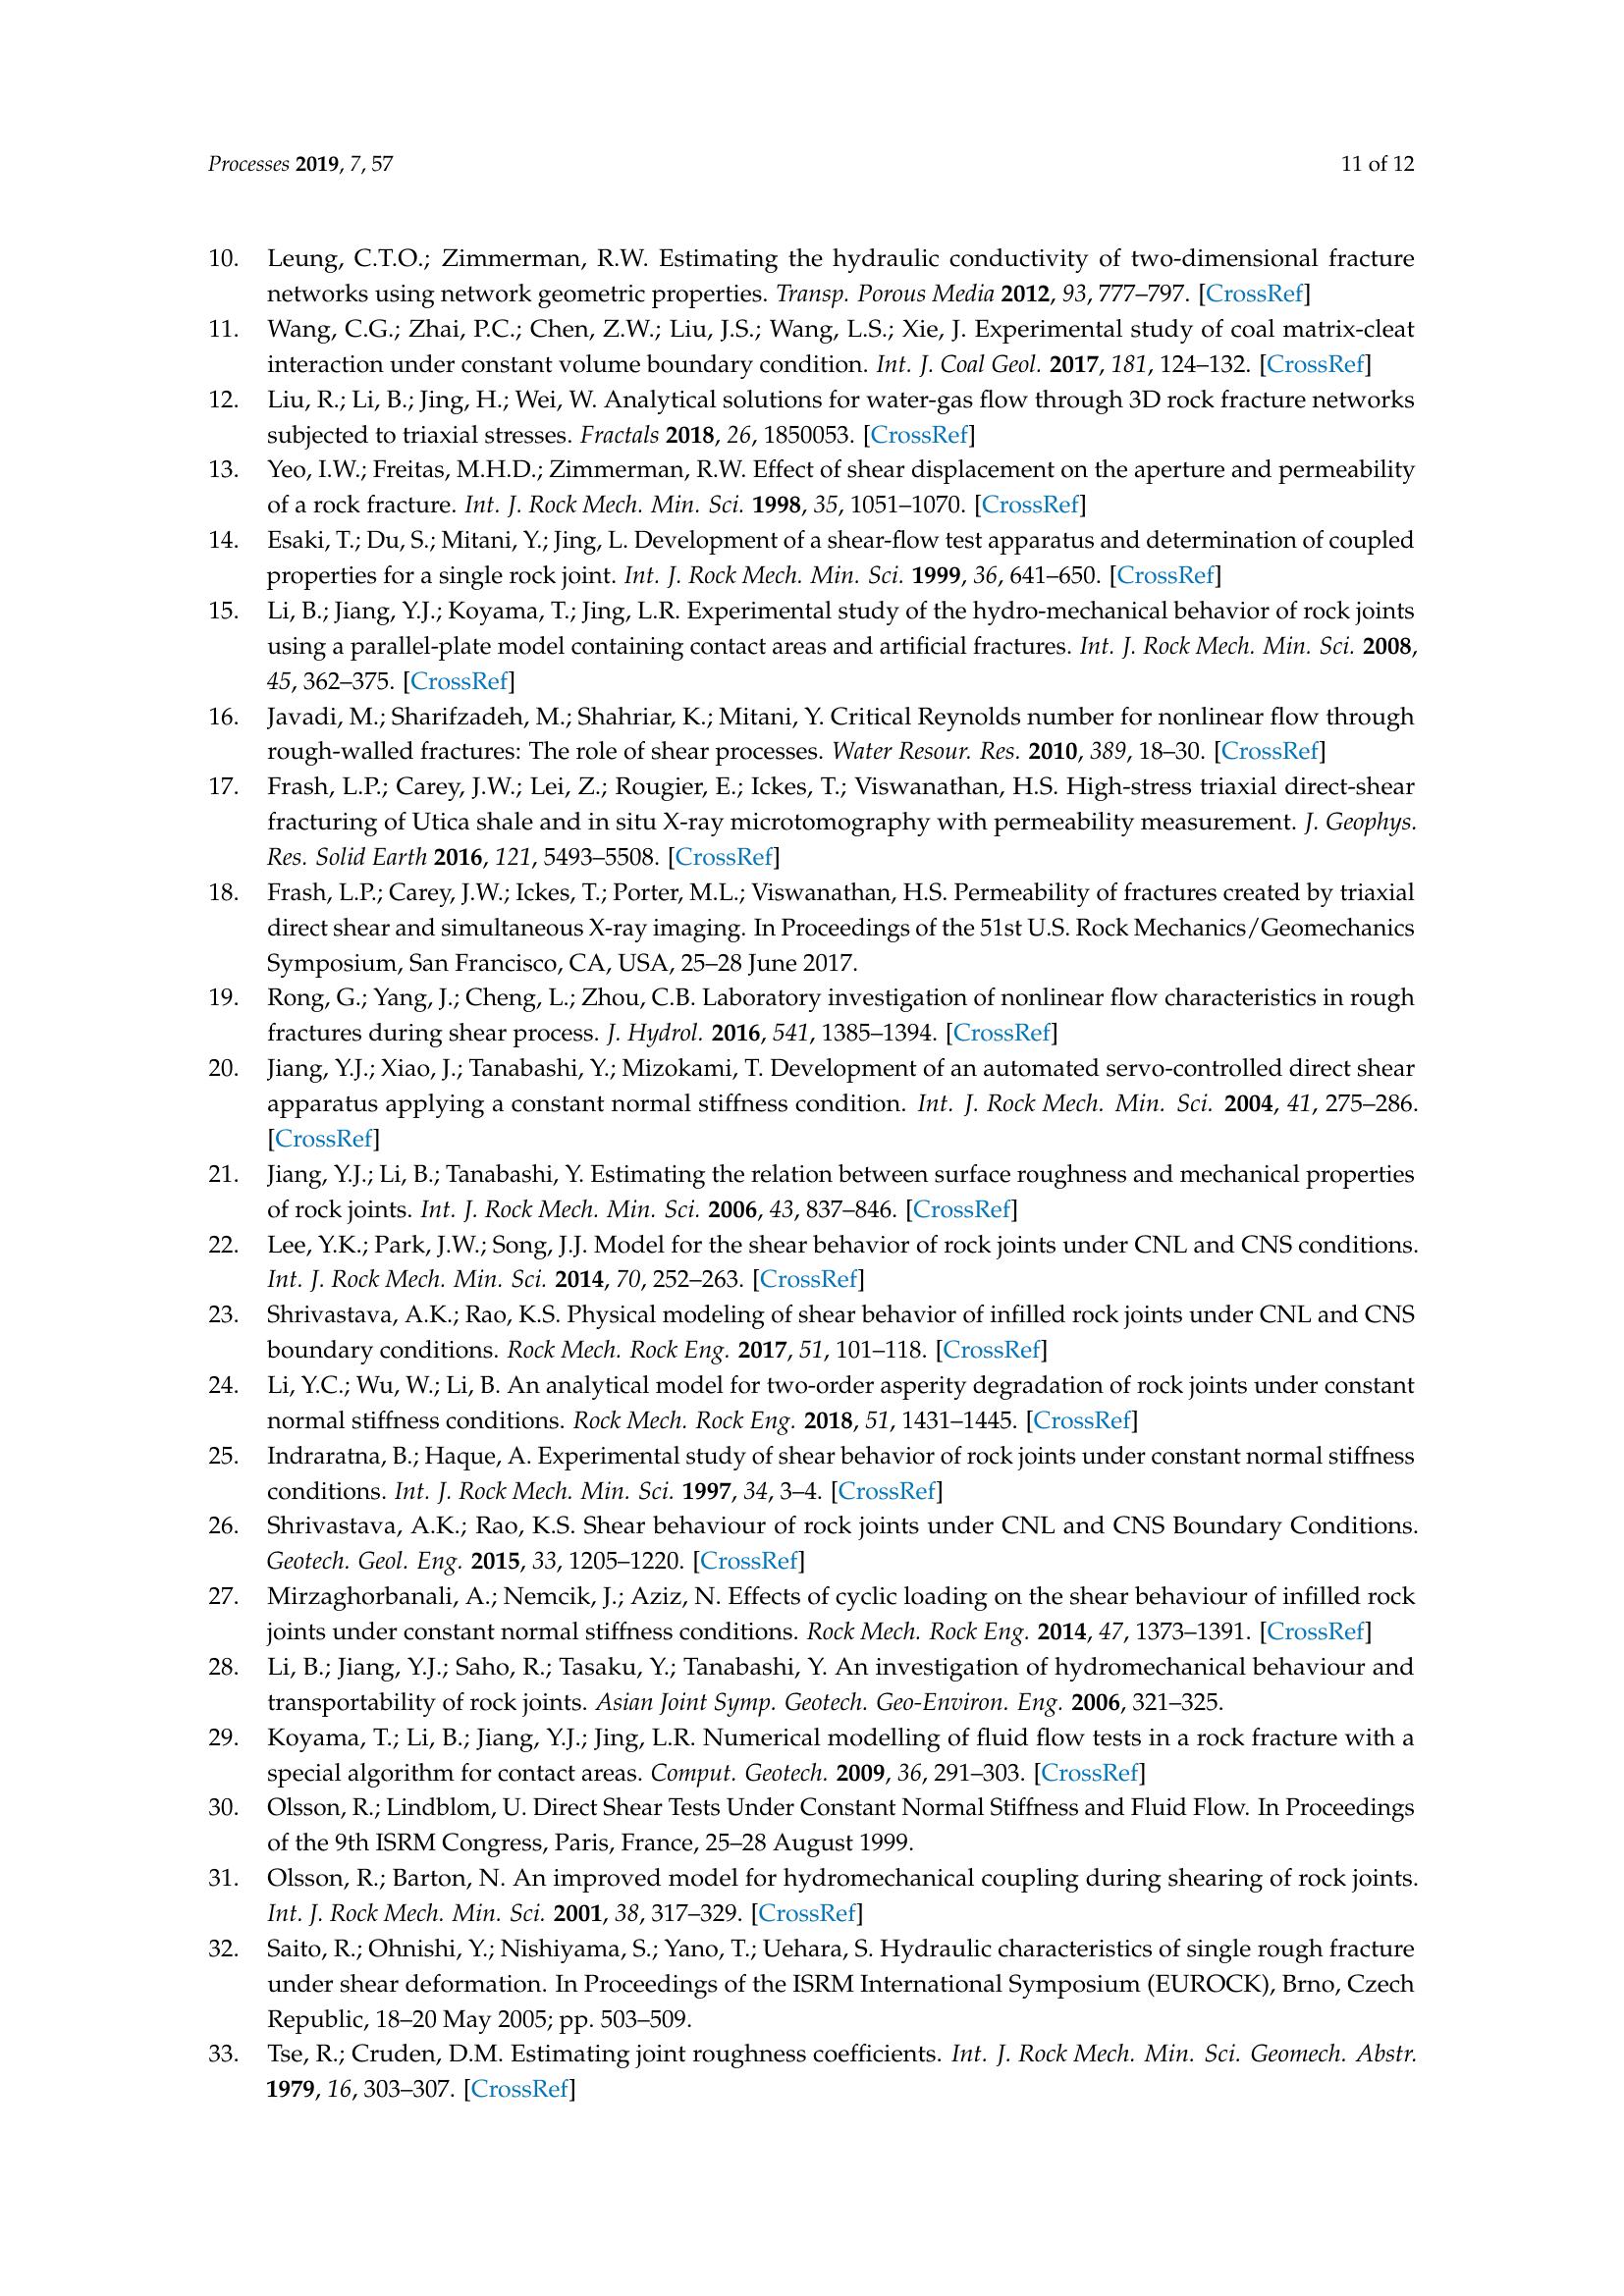 Processes 2019, 7, 57
11 of 12
10. Leung, C.T.O.; Zimmerman, R.W. Estimating the hydraulic conductivity of two-dimensional fracture
networks using network geometric properties. Transp. Porous Media 2012, 93, 777–797. [CrossRef]
11. Wang, C.G.; Zhai, P.C.; Chen, Z.W.; Liu, J.S.; Wang, L.S.; Xie, J. Experimental study of coal matrix-cleat
interaction under constant volume boundary condition. Int. J. Coal Geol. 2017, 181, 124–132. [CrossRef]
12. Liu, R.; Li, B.; Jing, H.; Wei, W. Analytical solutions for water-gas flow through 3D rock fracture networks
subjected to triaxial stresses. Fractals 2018, 26, 1850053. [CrossRef]
13. Yeo, I.W.; Freitas, M.H.D.; Zimmerman, R.W. Effect of shear displacement on the aperture and permeability
of a rock fracture. Int. J. Rock Mech. Min. Sci. 1998, 35, 1051–1070. [CrossRef]
14. Esaki, T.; Du, S.; Mitani, Y.; Jing, L. Development of a shear-flow test apparatus and determination of coupled
properties for a single rock joint. Int. J. Rock Mech. Min. Sci. 1999, 36, 641–650. [CrossRef]
15. Li, B.; Jiang, Y.J.; Koyama, T.; Jing, L.R. Experimental study of the hydro-mechanical behavior of rock joints
using a parallel-plate model containing contact areas and artificial fractures. Int. J. Rock Mech. Min. Sci. 2008,
45, 362–375. [CrossRef]
16. Javadi, M.; Sharifzadeh, M.; Shahriar, K.; Mitani, Y. Critical Reynolds number for nonlinear flow through
rough-walled fractures: The role of shear processes. Water Resour. Res. 2010, 389, 18–30. [CrossRef]
17. Frash, L.P.; Carey, J.W.; Lei, Z.; Rougier, E.; Ickes, T.; Viswanathan, H.S. High-stress triaxial direct-shear
fracturing of Utica shale and in situ X-ray microtomography with permeability measurement. J. Geophys.
Res. Solid Earth 2016, 121, 5493–5508. [CrossRef]
18. Frash, L.P.; Carey, J.W.; Ickes, T.; Porter, M.L.; Viswanathan, H.S. Permeability of fractures created by triaxial
direct shear and simultaneous X-ray imaging. In Proceedings of the 51st U.S. Rock Mechanics/Geomechanics
Symposium, San Francisco, CA, USA, 25–28 June 2017.
19. Rong, G.; Yang, J.; Cheng, L.; Zhou, C.B. Laboratory investigation of nonlinear flow characteristics in rough
fractures during shear process. J. Hydrol. 2016, 541, 1385–1394. [CrossRef]
20. Jiang, Y.J.; Xiao, J.; Tanabashi, Y.; Mizokami, T. Development of an automated servo-controlled direct shear
apparatus applying a constant normal stiffness condition. Int. J. Rock Mech. Min. Sci. 2004, 41, 275–286.
[CrossRef]
21. Jiang, Y.J.; Li, B.; Tanabashi, Y. Estimating the relation between surface roughness and mechanical properties
of rock joints. Int. J. Rock Mech. Min. Sci. 2006, 43, 837–846. [CrossRef]
22. Lee, Y.K.; Park, J.W.; Song, J.J. Model for the shear behavior of rock joints under CNL and CNS conditions.
Int. J. Rock Mech. Min. Sci. 2014, 70, 252–263. [CrossRef]
23. Shrivastava, A.K.; Rao, K.S. Physical modeling of shear behavior of infilled rock joints under CNL and CNS
boundary conditions. Rock Mech. Rock Eng. 2017, 51, 101–118. [CrossRef]
24. Li, Y.C.; Wu, W.; Li, B. An analytical model for two-order asperity degradation of rock joints under constant
normal stiffness conditions. Rock Mech. Rock Eng. 2018, 51, 1431–1445. [CrossRef]
25. Indraratna, B.; Haque, A. Experimental study of shear behavior of rock joints under constant normal stiffness
conditions. Int. J. Rock Mech. Min. Sci. 1997, 34, 3–4. [CrossRef]
26. Shrivastava, A.K.; Rao, K.S. Shear behaviour of rock joints under CNL and CNS Boundary Conditions.
Geotech. Geol. Eng. 2015, 33, 1205–1220. [CrossRef]
27. Mirzaghorbanali, A.; Nemcik, J.; Aziz, N. Effects of cyclic loading on the shear behaviour of infilled rock
joints under constant normal stiffness conditions. Rock Mech. Rock Eng. 2014, 47, 1373–1391. [CrossRef]
28. Li, B.; Jiang, Y.J.; Saho, R.; Tasaku, Y.; Tanabashi, Y. An investigation of hydromechanical behaviour and
transportability of rock joints. Asian Joint Symp. Geotech. Geo-Environ. Eng. 2006, 321–325.
29. Koyama, T.; Li, B.; Jiang, Y.J.; Jing, L.R. Numerical modelling of fluid flow tests in a rock fracture with a
special algorithm for contact areas. Comput. Geotech. 2009, 36, 291–303. [CrossRef]
30. Olsson, R.; Lindblom, U. Direct Shear Tests Under Constant Normal Stiffness and Fluid Flow. In Proceedings
of the 9th ISRM Congress, Paris, France, 25–28 August 1999.
31. Olsson, R.; Barton, N. An improved model for hydromechanical coupling during shearing of rock joints.
Int. J. Rock Mech. Min. Sci. 2001, 38, 317–329. [CrossRef]
32. Saito, R.; Ohnishi, Y.; Nishiyama, S.; Yano, T.; Uehara, S. Hydraulic characteristics of single rough fracture
under shear deformation. In Proceedings of the ISRM International Symposium (EUROCK), Brno, Czech
Republic, 18–20 May 2005; pp. 503–509.
33. Tse, R.; Cruden, D.M. Estimating joint roughness coefficients. Int. J. Rock Mech. Min. Sci. Geomech. Abstr.
1979, 16, 303–307. [CrossRef]